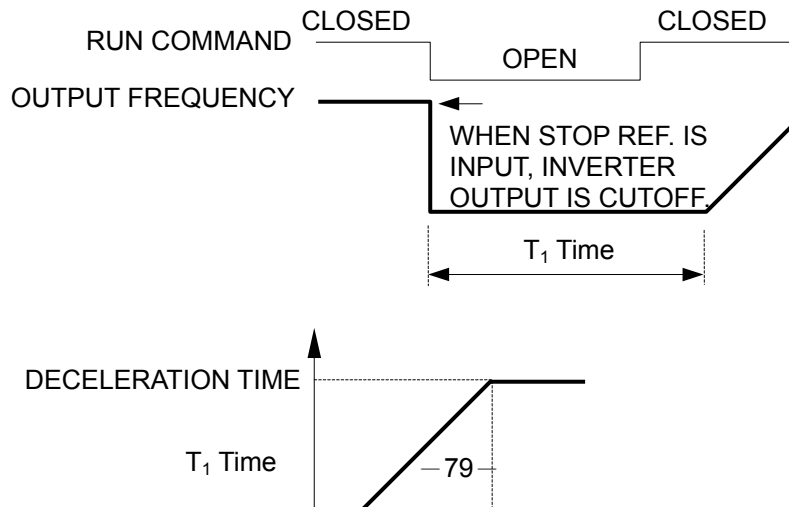 CLOSED
CLOSED
RUN COMMAND
OPEN
OUTPUT FREQUENCY
WHEN STOP REF. IS
INPUT, INVERTER
OUTPUT IS CUTOFF.
T₁ Time
DECELERATION TIME
T₁ Time
79